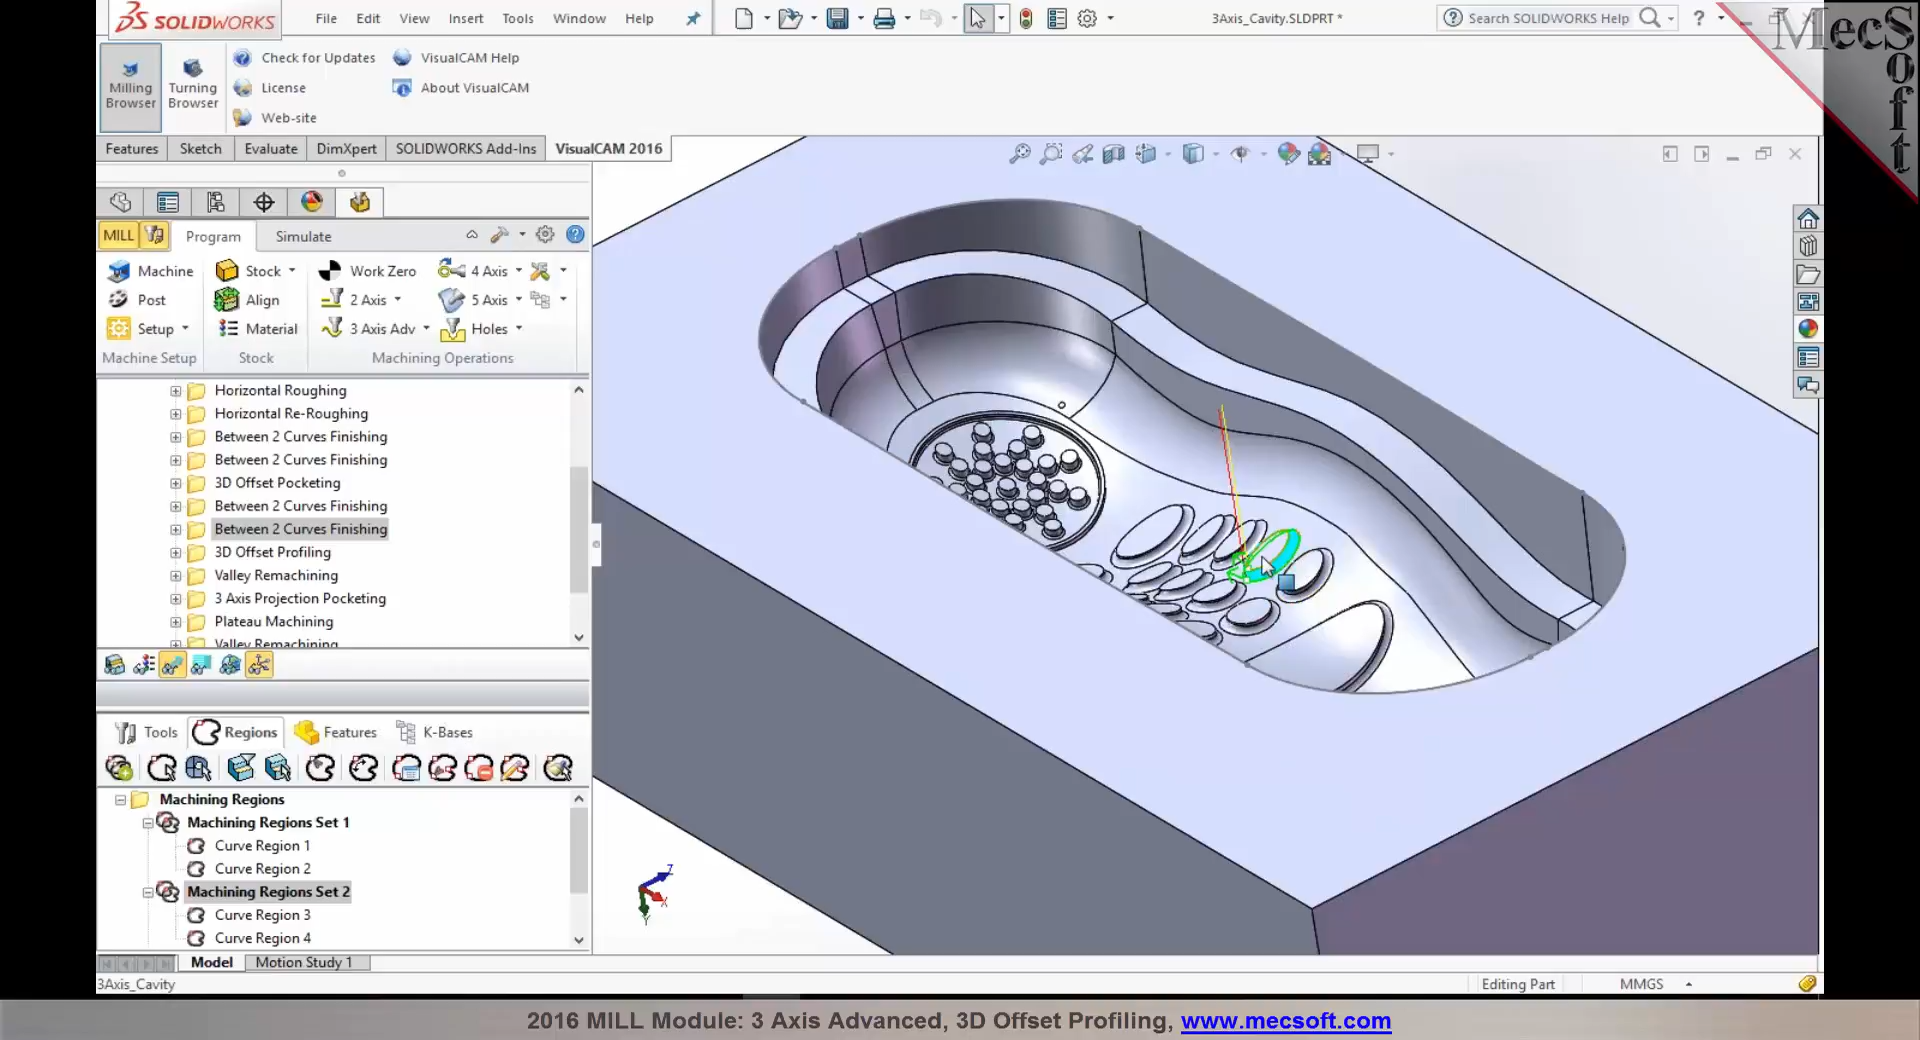 SOLIDWORKS File Edit View Insert Tools Window Help 3Axis_Cavity.SLDPRT * Search SOLIDWORKS Help ?
MecSoft
Milling Browser
Turning Browser
Check for Updates
VisualCAM Help
License
About VisualCAM
Web-site
Features Sketch Evaluate DimXpert SOLIDWORKS Add-Ins VisualCAM 2016
MILL Program Simulate
Machine Stock Work Zero 4 Axis
Post Align 2 Axis 5 Axis
Setup Material 3 Axis Adv Holes
Machine Setup Stock Machining Operations
Horizontal Roughing
Horizontal Re-Roughing
Between 2 Curves Finishing
Between 2 Curves Finishing
3D Offset Pocketing
Between 2 Curves Finishing
Between 2 Curves Finishing
3D Offset Profiling
Valley Remachining
3 Axis Projection Pocketing
Plateau Machining
Valley Remachining
Tools Regions Features K-Bases
Machining Regions
Machining Regions Set 1
Curve Region 1
Curve Region 2
Machining Regions Set 2
Curve Region 3
Curve Region 4
Z
X
Y
Model Motion Study 1
3Axis_Cavity Editing Part MMGS
2016 MILL Module: 3 Axis Advanced, 3D Offset Profiling, www.mecsoft.com